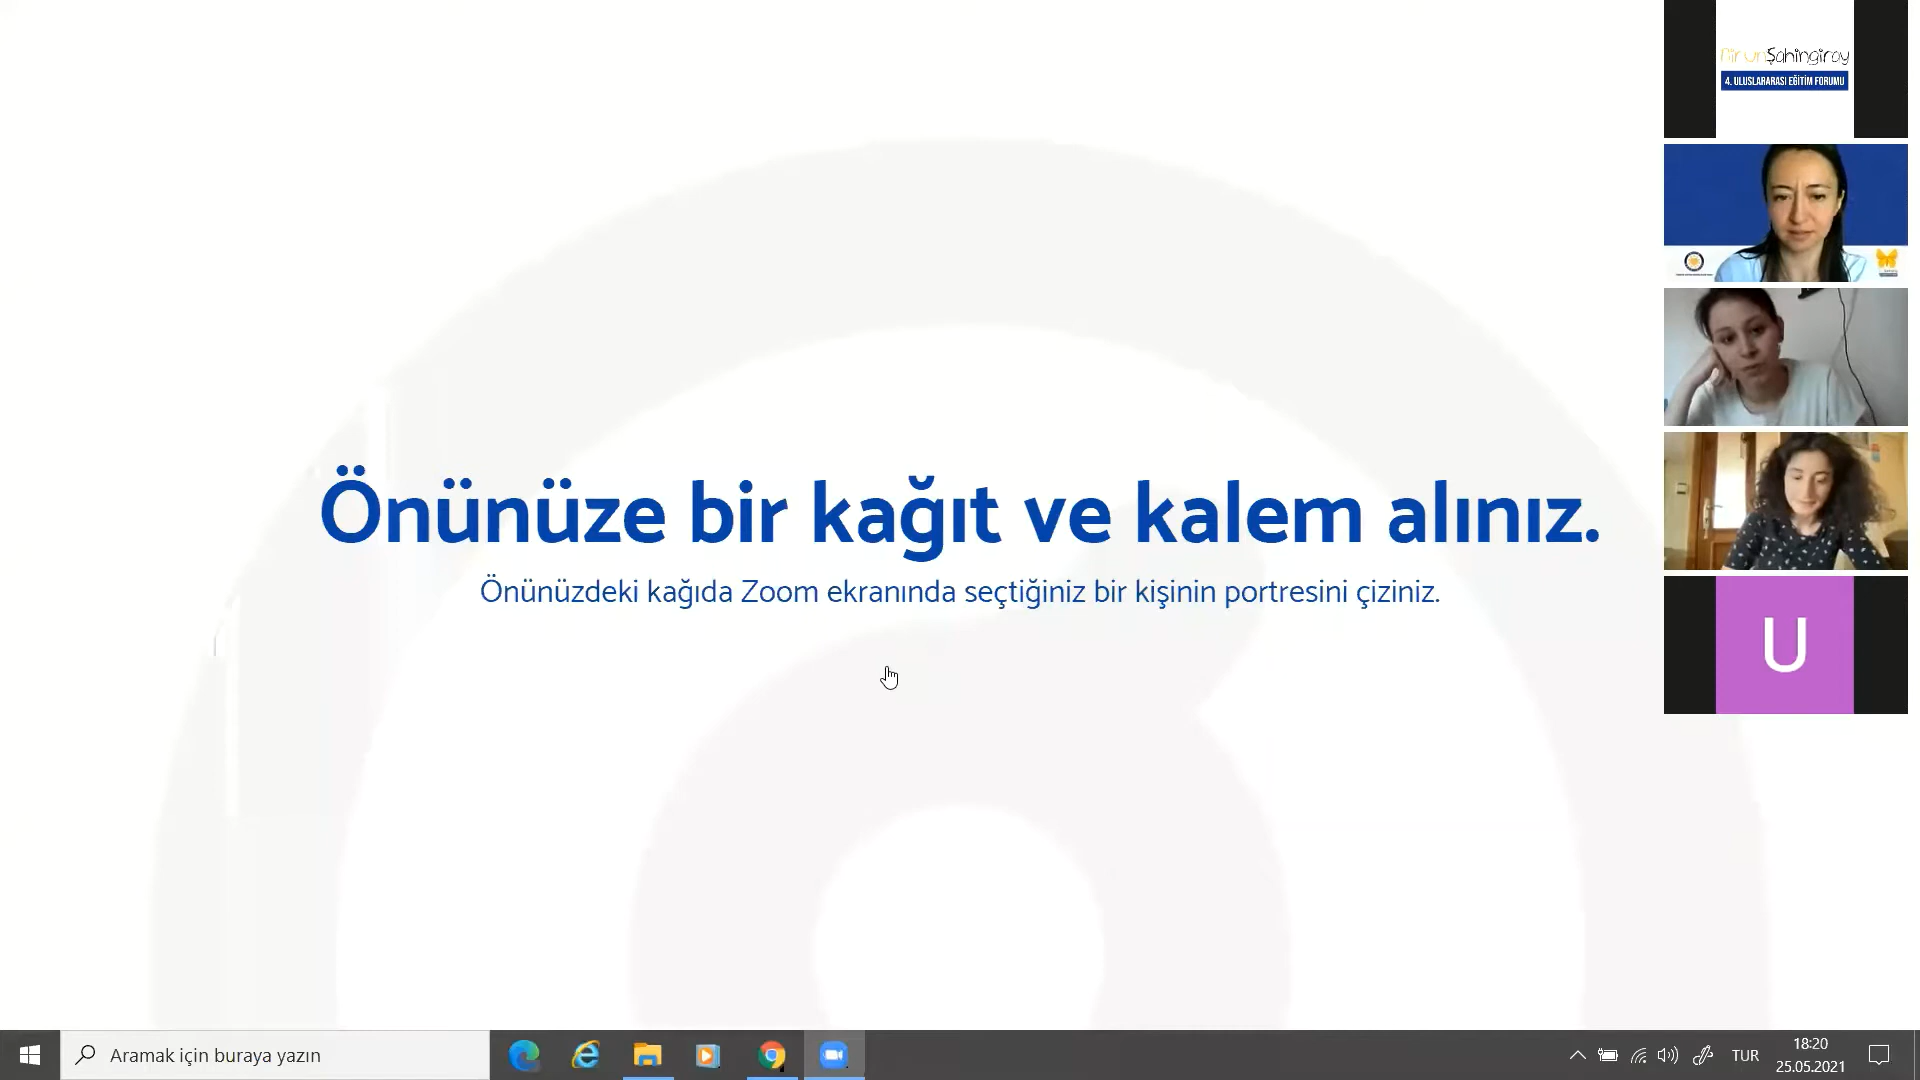 NirunŞahingiray
4. ULUSLARARASI EĞİTİM FORUMU
Önünüze bir kağıt ve kalem alınız.
Önünüzdeki kağıda Zoom ekranında seçtiğiniz bir kişinin portresini çiziniz.
U
Aramak için buraya yazın
TUR
18:20
25.05.2021